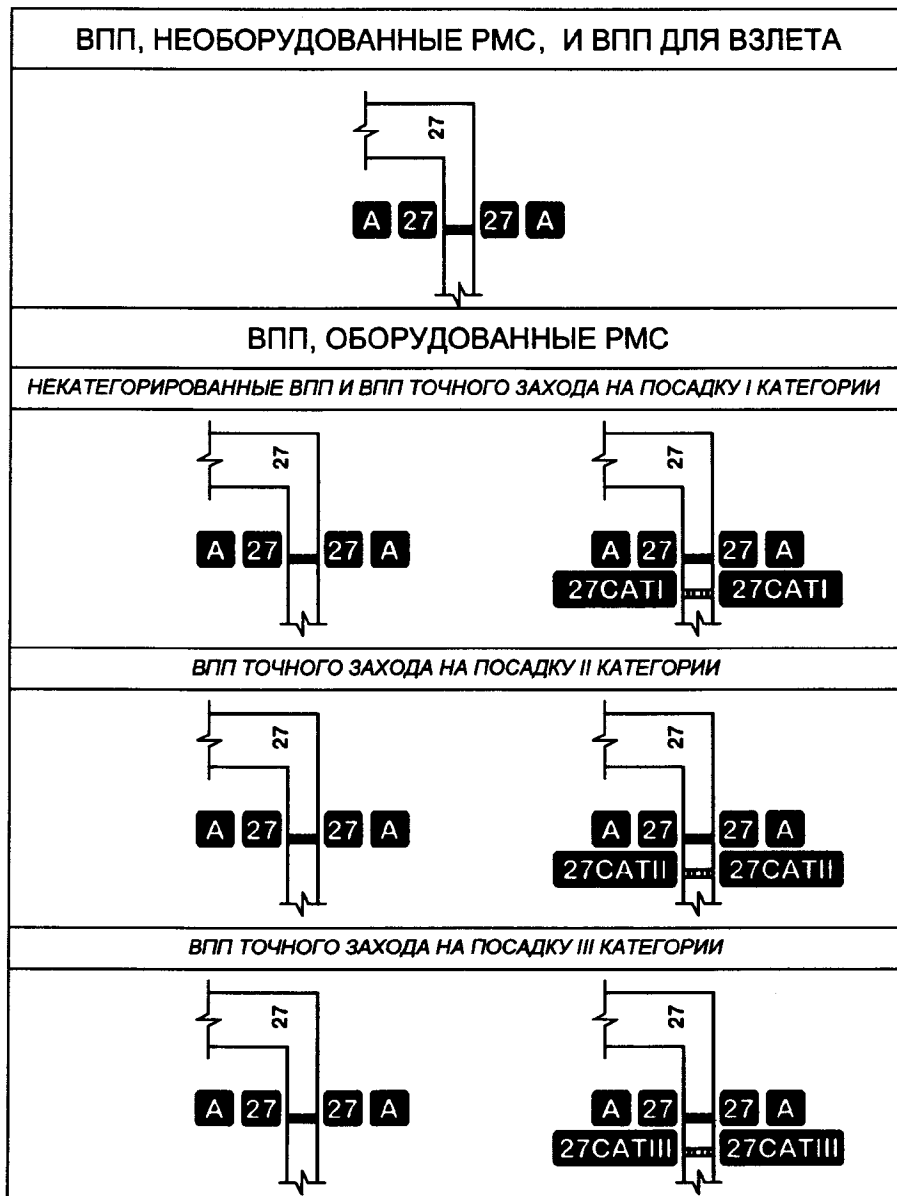 ВПП, НЕОБОРУДОВАННЫЕ РМС, И ВПП ДЛЯ ВЗЛЕТА
27
A 27 27 A
ВПП, ОБОРУДОВАННЫЕ РМС
НЕКАТЕГОРИРОВАННЫЕ ВПП И ВПП ТОЧНОГО ЗАХОДА НА ПОСАДКУ I КАТЕГОРИИ
27 27
A 27 27 A A 27 27 A
27CATI 27CATI
ВПП ТОЧНОГО ЗАХОДА НА ПОСАДКУ II КАТЕГОРИИ
27 27
A 27 27 A A 27 27 A
27CATII 27CATII
ВПП ТОЧНОГО ЗАХОДА НА ПОСАДКУ III КАТЕГОРИИ
27 27
A 27 27 A A 27 27 A
27CATIII 27CATIII